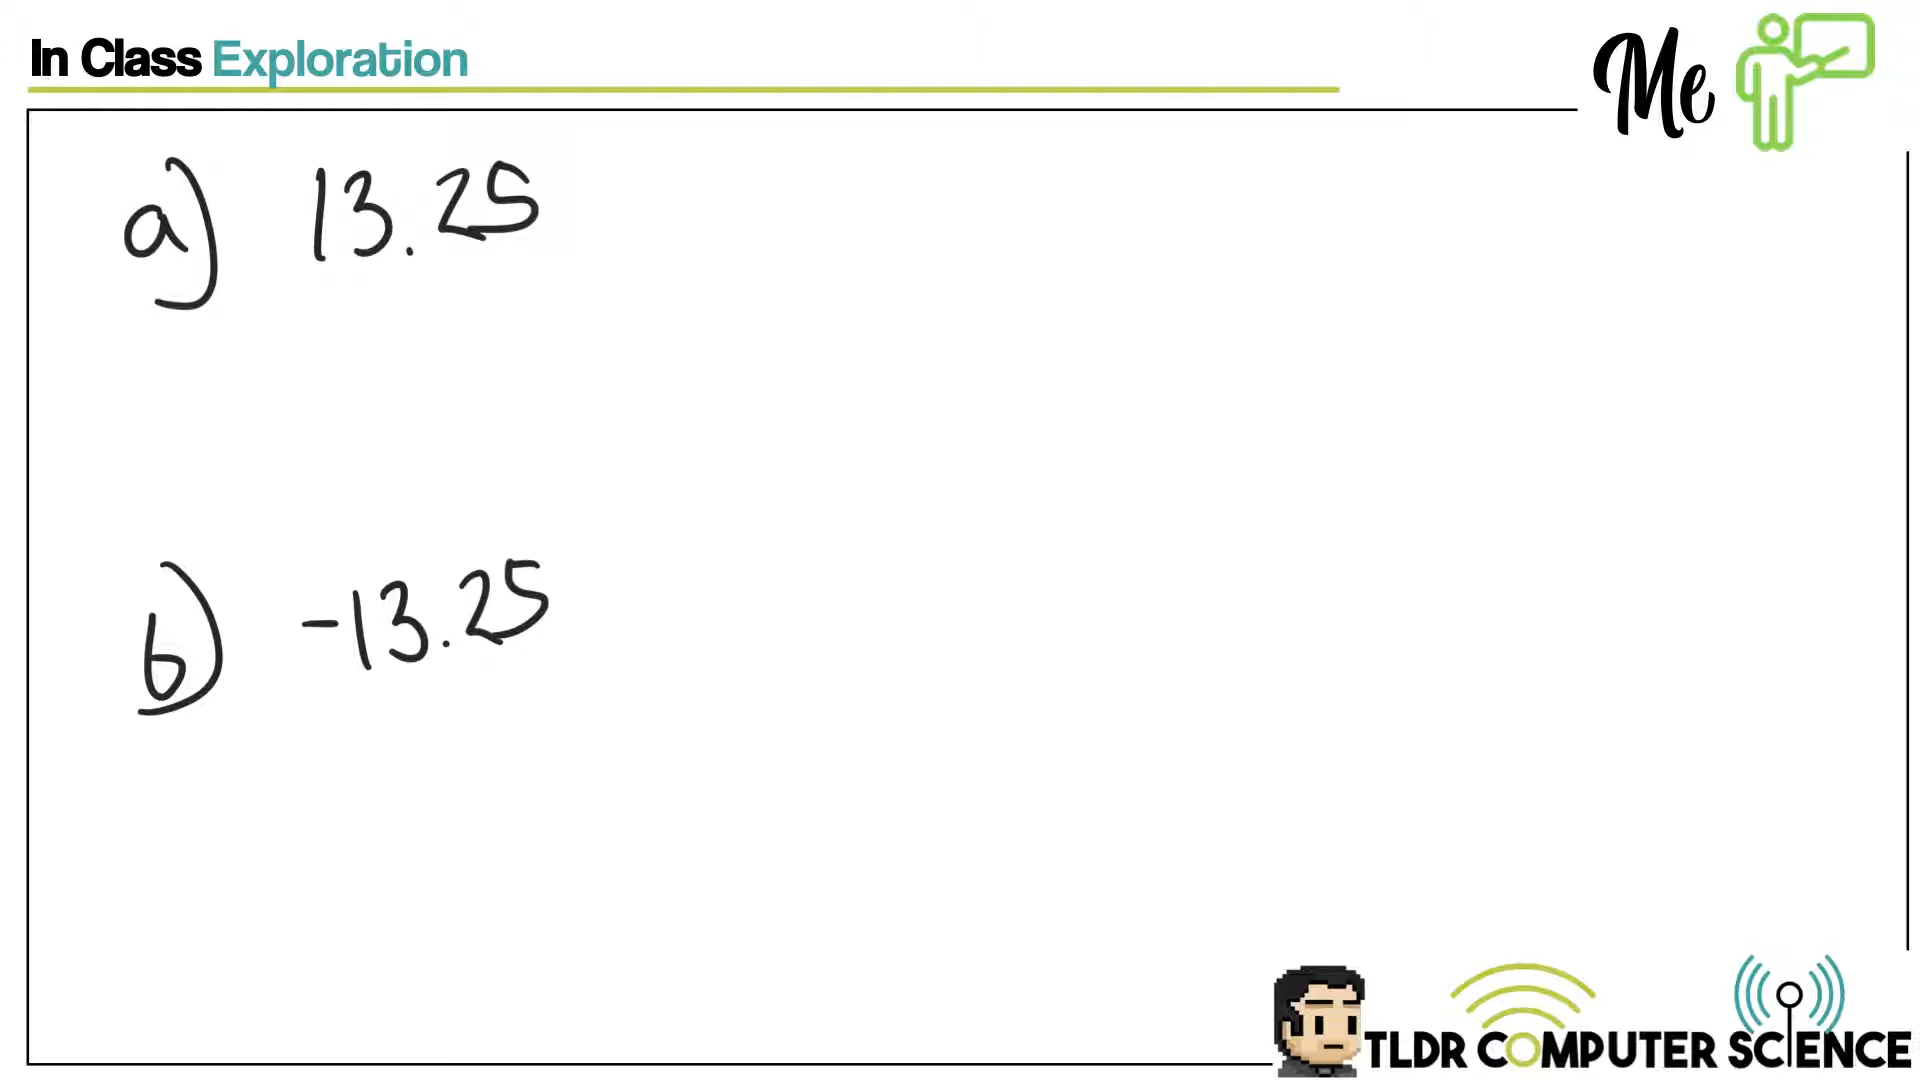 In Class Exploration
Me
a) 13.25
b) -13.25
TLDR COMPUTER SCIENCE